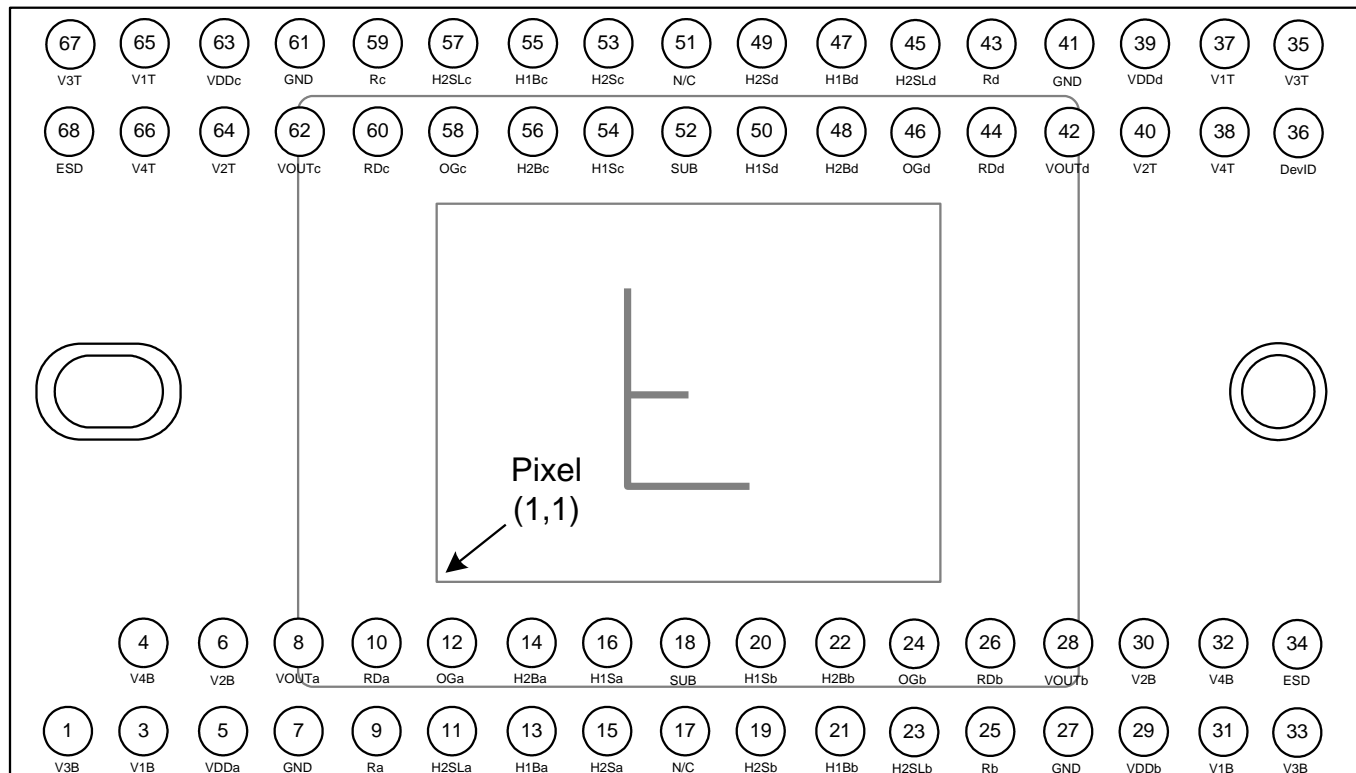 67 65 63 61 59 57 55 53 51 49 47 45 43 41 39 37 35
V3T V1T VDDc GND Rc H2SLc H1Bc H2Sc N/C H2Sd H1Bd H2SLd Rd GND VDDd V1T V3T
68 66 64 62 60 58 56 54 52 50 48 46 44 42 40 38 36
ESD V4T V2T VOUTc RDc OGc H2Bc H1Sc SUB H1Sd H2Bd OGd RDd VOUTd V2T V4T DevID
Pixel
(1,1)
4 6 8 10 12 14 16 18 20 22 24 26 28 30 32 34
V4B V2B VOUTa RDa OGa H2Ba H1Sa SUB H1Sb H2Bb OGb RDb VOUTb V2B V4B ESD
1 3 5 7 9 11 13 15 17 19 21 23 25 27 29 31 33
V3B V1B VDDa GND Ra H2SLa H1Ba H2Sa N/C H2Sb H1Bb H2SLb Rb GND VDDb V1B V3B